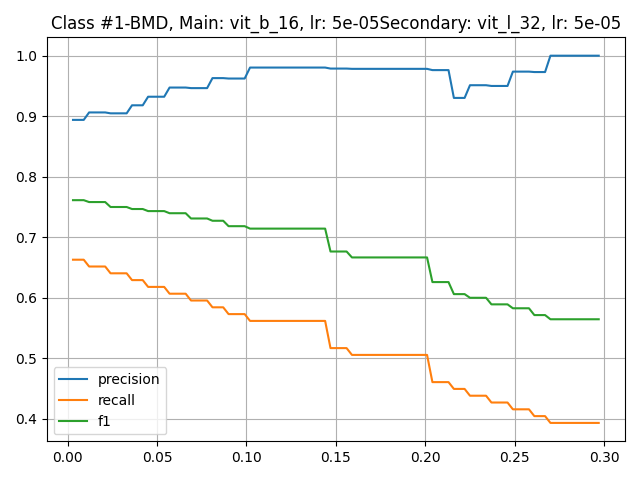 Class #1-BMD, Main: vit_b_16, lr: 5e-05Secondary: vit_l_32, lr: 5e-05
1.0
0.9
0.8
0.7
0.6
0.5
0.4
precision
recall
f1
0.00 0.05 0.10 0.15 0.20 0.25 0.30